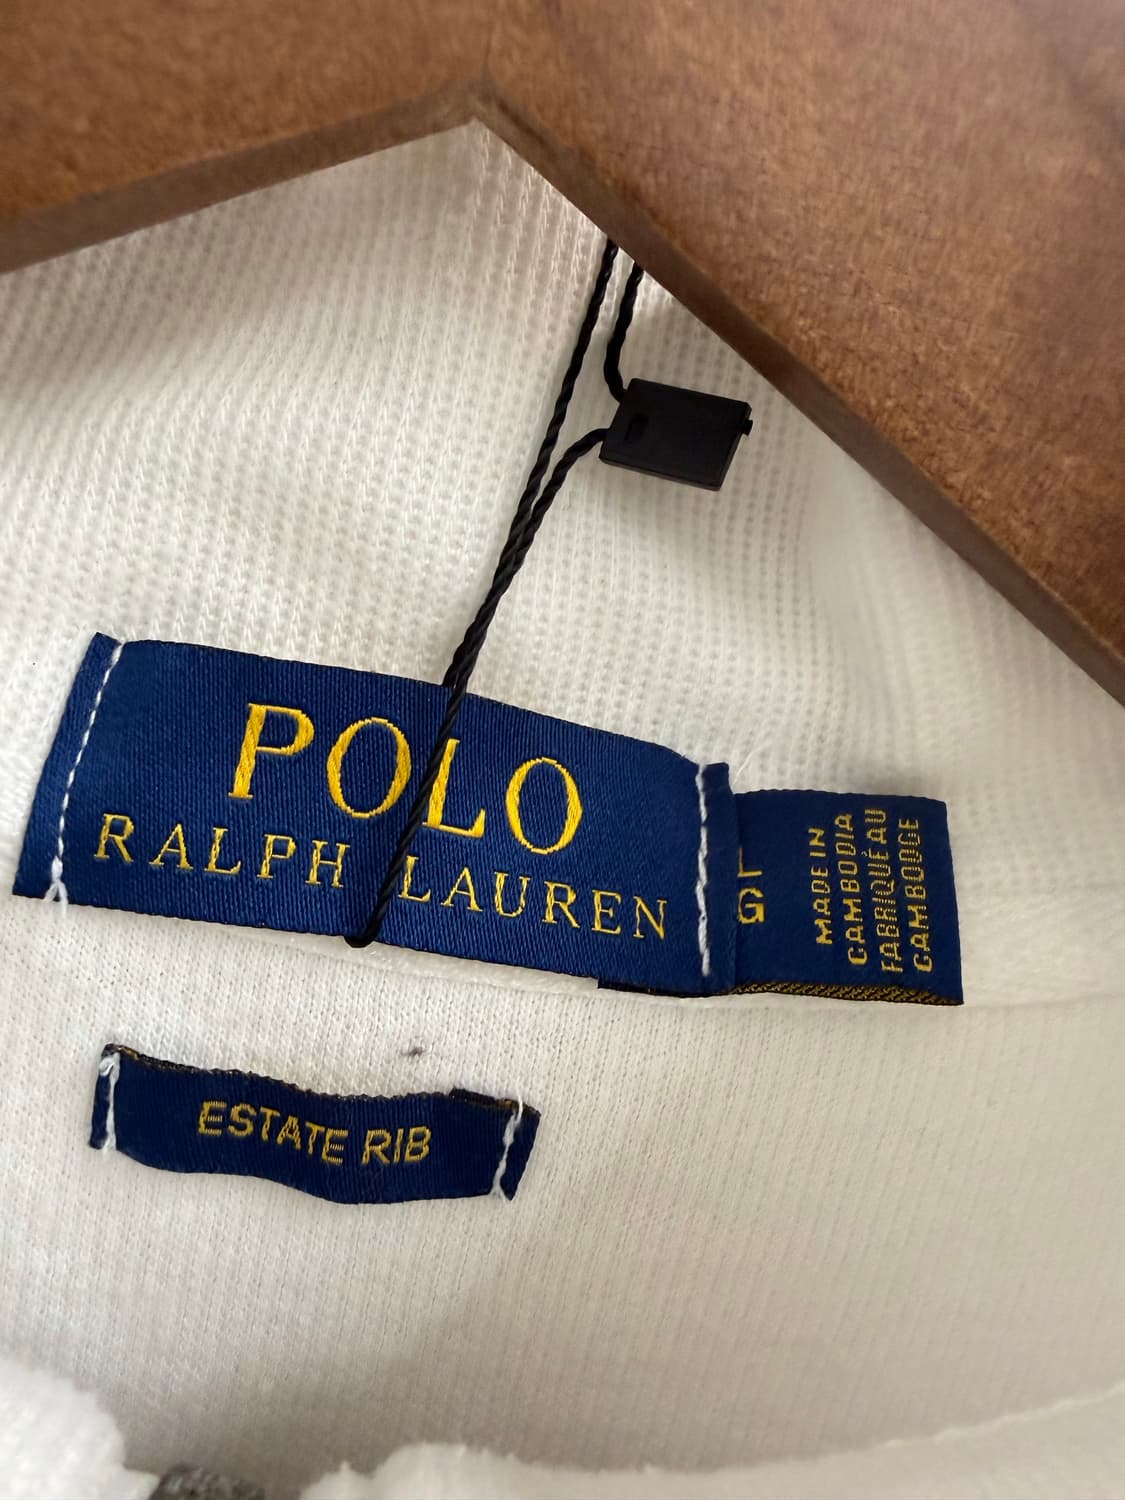 POLO
RALPH LAUREN
L
G
MADE IN
CAMBODIA
FABRIQUÉ AU
CAMBODGE
ESTATE RIB